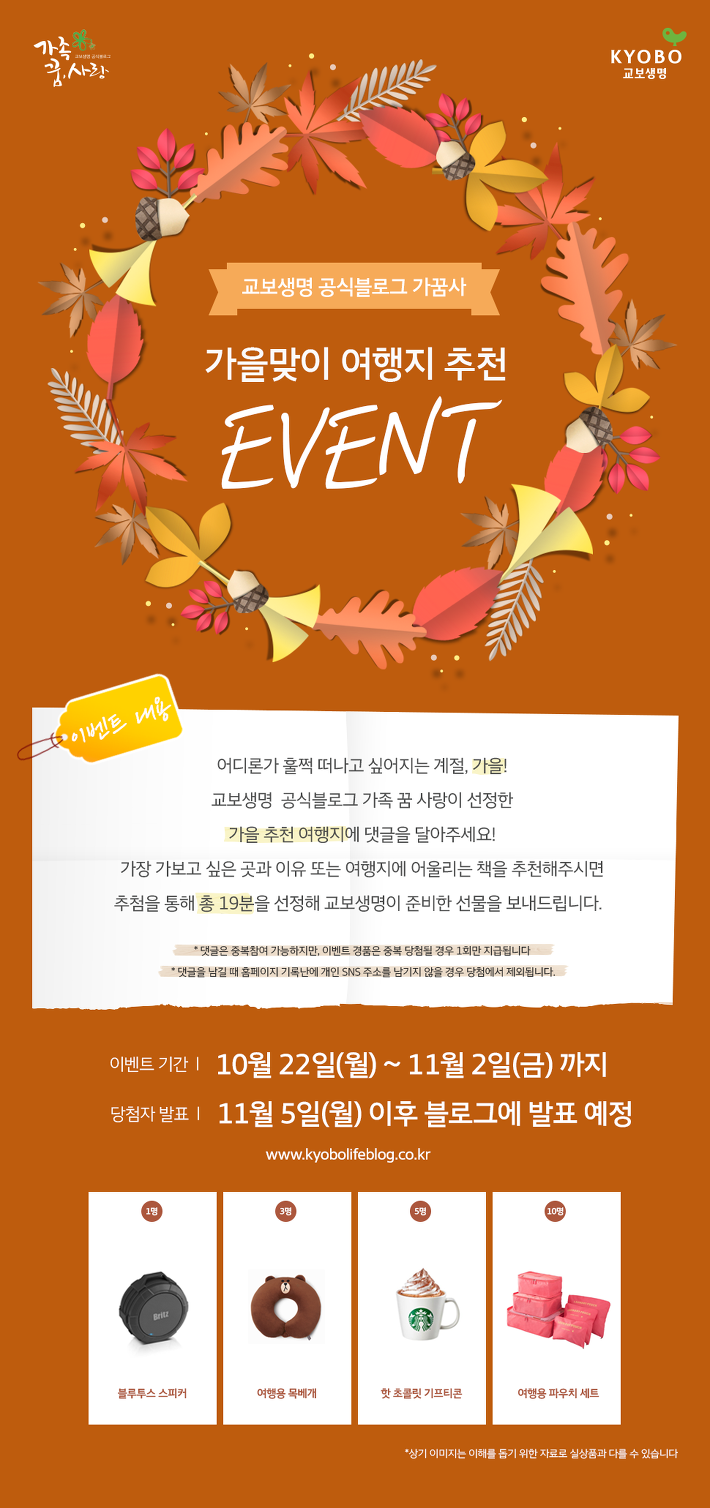 가족
교보생명 공식블로그
꿈, 사랑
KYOBO
교보생명
교보생명 공식블로그 가꿈사
가을맞이 여행지 추천
EVENT
이벤트 내용
어디론가 훌쩍 떠나고 싶어지는 계절, 가을!
교보생명 공식블로그 가족 꿈 사랑이 선정한
가을 추천 여행지에 댓글을 달아주세요!
가장 가보고 싶은 곳과 이유 또는 여행지에 어울리는 책을 추천해주시면
추첨을 통해 총 19분을 선정해 교보생명이 준비한 선물을 보내드립니다.
* 댓글은 중복참여 가능하지만, 이벤트 경품은 중복 당첨될 경우 1회만 지급됩니다
* 댓글을 남길 때 홈페이지 기록난에 개인 SNS 주소를 남기지 않을 경우 당첨에서 제외됩니다.
이벤트 기간 | 10월 22일(월) ~ 11월 2일(금) 까지
당첨자 발표 | 11월 5일(월) 이후 블로그에 발표 예정
www.kyobolifeblog.co.kr
1명
3명
5명
10명
Britz
블루투스 스피커
여행용 목베개
핫 초콜릿 기프티콘
여행용 파우치 세트
*상기 이미지는 이해를 돕기 위한 자료로 실상품과 다를 수 있습니다